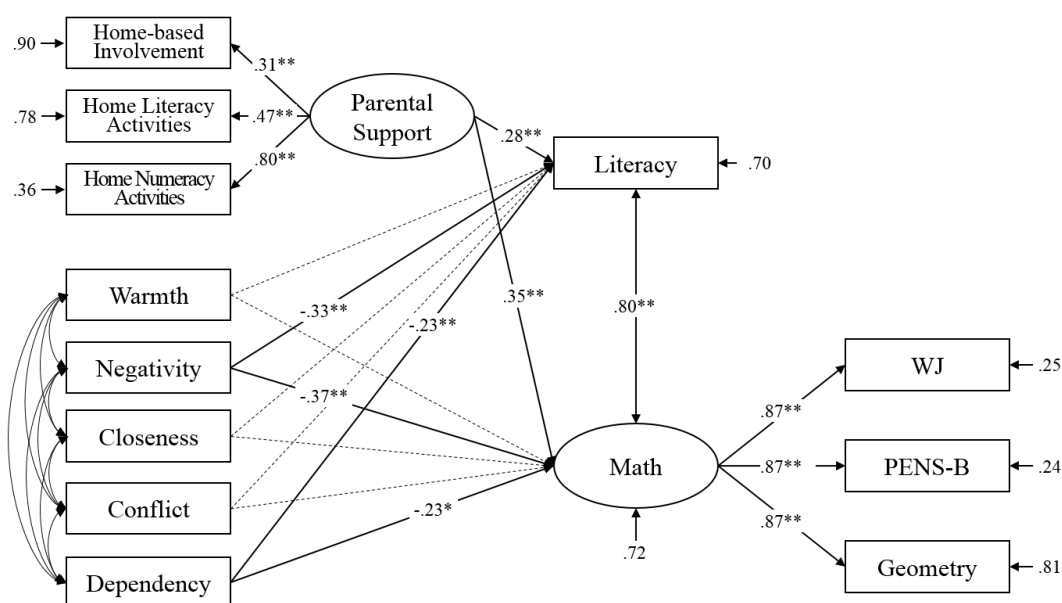 Home-based
Involvement
.90
.31**
Home Literacy
Activities
.78
.47**
Home Numeracy
Activities
.36
.80**
Parental
Support
.28**
Literacy
.70
.35**
Warmth
Negativity
Closeness
Conflict
Dependency
-.33**
-.23**
-.37**
-.23*
.80**
Math
.72
.87**
.87**
.87**
WJ
.25
PENS-B
.24
Geometry
.81